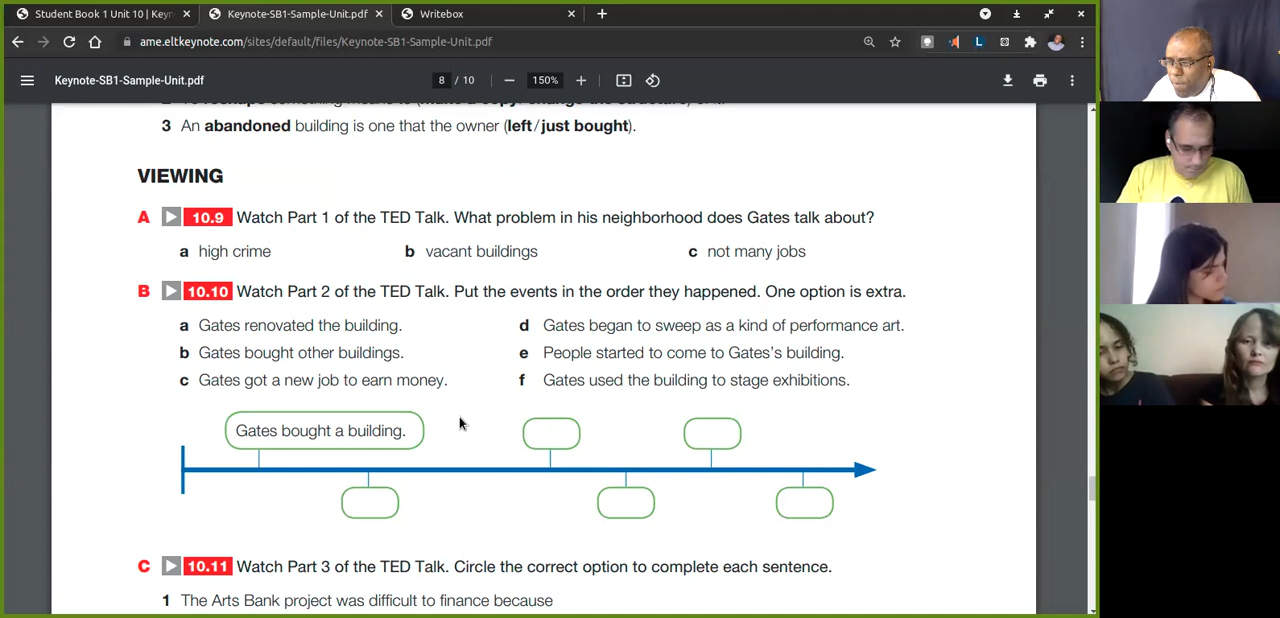 Student Book 1 Unit 10 | Keyn
Keynote-SB1-Sample-Unit.pdf
Writebox
ame.eltkeynote.com/sites/default/files/Keynote-SB1-Sample-Unit.pdf
Keynote-SB1-Sample-Unit.pdf
8 / 10
150%
3 An abandoned building is one that the owner (left/just bought).
VIEWING
A 10.9 Watch Part 1 of the TED Talk. What problem in his neighborhood does Gates talk about?
a high crime b vacant buildings c not many jobs
B 10.10 Watch Part 2 of the TED Talk. Put the events in the order they happened. One option is extra.
a Gates renovated the building. d Gates began to sweep as a kind of performance art.
b Gates bought other buildings. e People started to come to Gates's building.
c Gates got a new job to earn money. f Gates used the building to stage exhibitions.
Gates bought a building.
C 10.11 Watch Part 3 of the TED Talk. Circle the correct option to complete each sentence.
1 The Arts Bank project was difficult to finance because